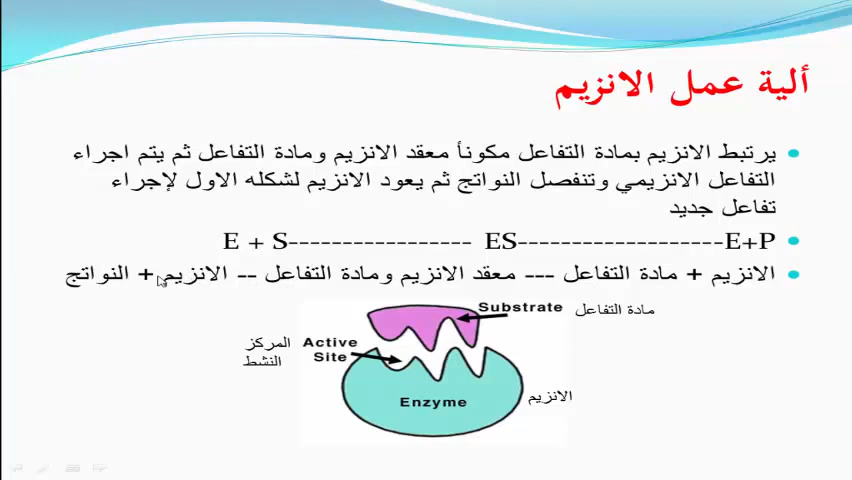 ألية عمل الانزيم
يرتبط الانزيم بمادة التفاعل مكوناً معقد الانزيم ومادة التفاعل ثم يتم اجراء
التفاعل الانزيمي وتنفصل النواتج ثم يعود الانزيم لشكله الاول لإجراء
تفاعل جديد
E + S----------------- ES-------------------E+P
الانزيم + مادة التفاعل --- معقد الانزيم ومادة التفاعل -- الانزيم + النواتج
Substrate مادة التفاعل
Active Site
المركز النشط
Enzyme
الانزيم